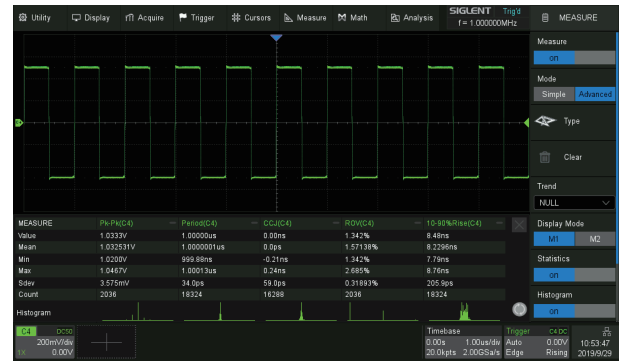 Utility Display Acquire Trigger Cursors Measure Math Analysis
SIGLENT Trig'd
f = 1.000000MHz
MEASURE
Measure
on
Mode
Simple Advanced
Type
Clear
Trend
NULL
Display Mode
M1 M2
Statistics
on
Histogram
on
C4
MEASURE Pk-Pk(C4) Period(C4) CCJ(C4) ROV(C4) 10-90%Rise(C4)
Value 1.0333V 1.00000us 0.00ns 1.342% 8.48ns
Mean 1.032531V 1.0000001us 0.0ps 1.57138% 8.2296ns
Min 1.0200V 999.88ns -0.21ns 1.342% 7.79ns
Max 1.0467V 1.00013us 0.24ns 2.685% 8.76ns
Sdev 3.575mV 34.0ps 59.0ps 0.31893% 205.9ps
Count 2036 18324 16288 2036 18324
Histogram
C4 DC50
200mV/div
1X 0.00V
Timebase
0.00s 1.00us/div
20.0kpts 2.00GSa/s
Trigger C4 DC
Auto 0.00V
Edge Rising
10:53:47
2019/9/29